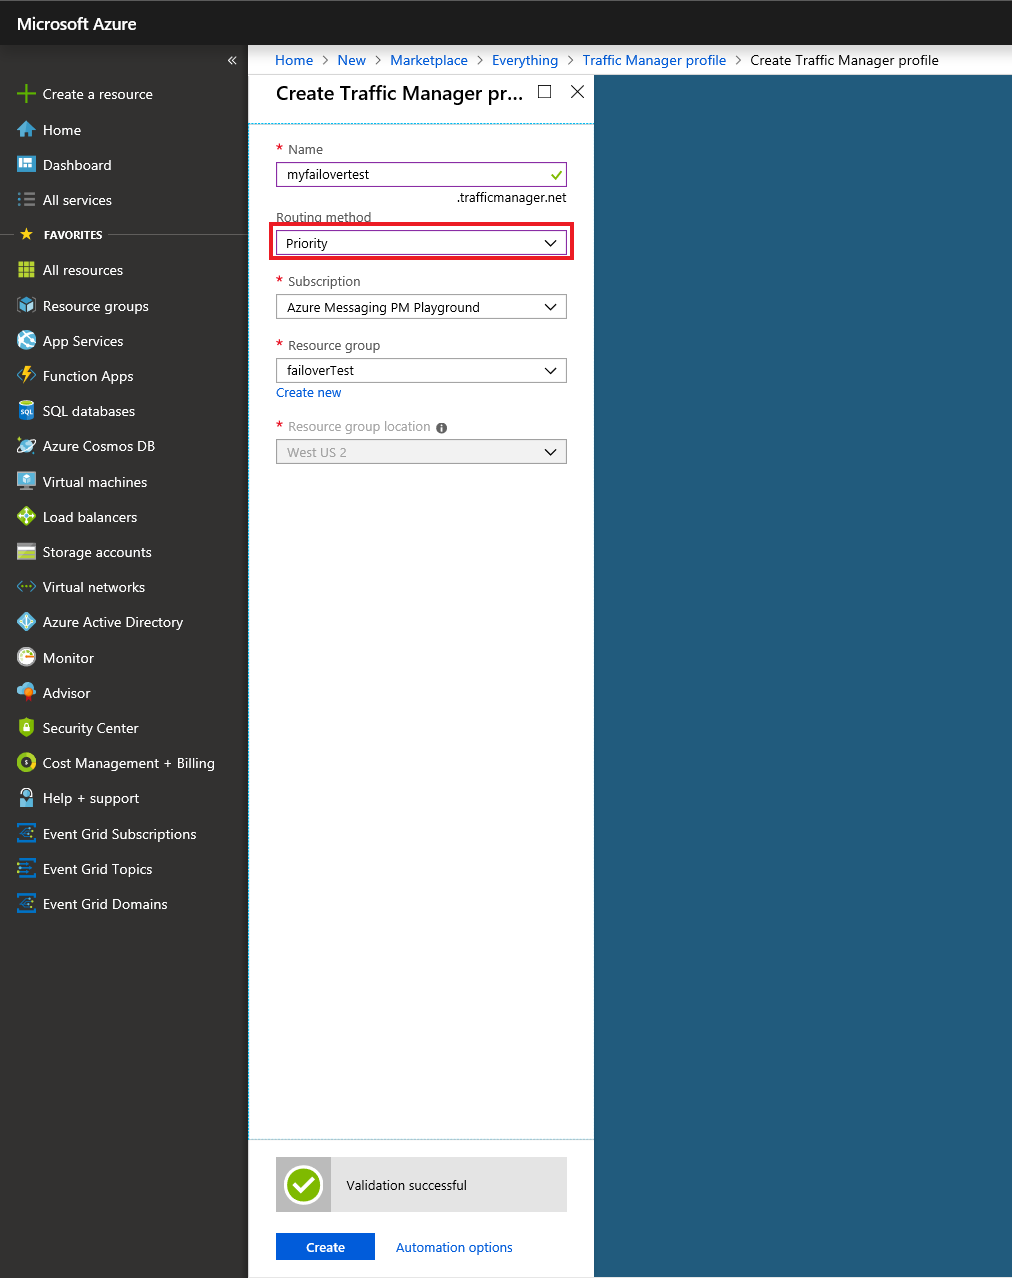 Microsoft Azure
«
Create a resource
Home
Dashboard
All services
FAVORITES
All resources
Resource groups
App Services
Function Apps
SQL databases
Azure Cosmos DB
Virtual machines
Load balancers
Storage accounts
Virtual networks
Azure Active Directory
Monitor
Advisor
Security Center
Cost Management + Billing
Help + support
Event Grid Subscriptions
Event Grid Topics
Event Grid Domains
Home > New > Marketplace > Everything > Traffic Manager profile > Create Traffic Manager profile
Create Traffic Manager pr...
* Name
myfailovertest
.trafficmanager.net
Routing method
Priority
* Subscription
Azure Messaging PM Playground
* Resource group
failoverTest
Create new
* Resource group location
West US 2
Validation successful
Create Automation options